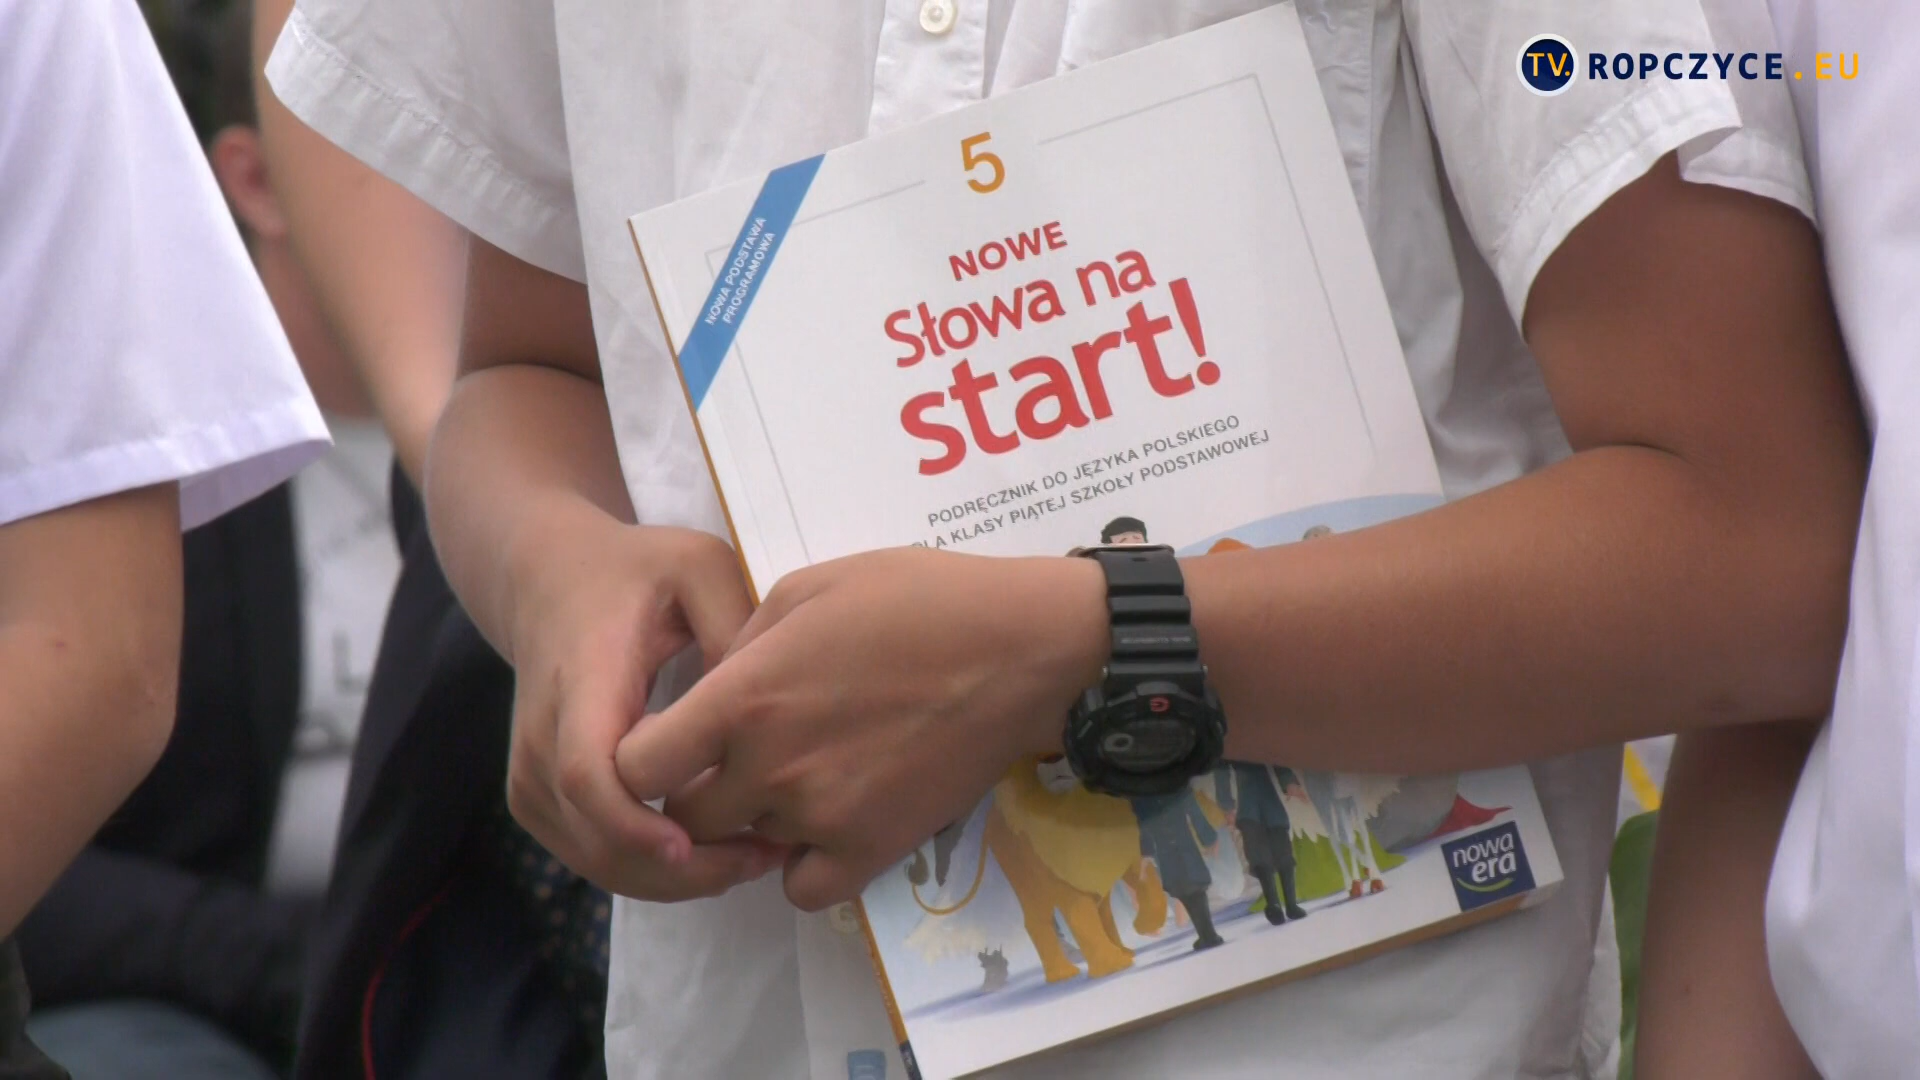 TV. ROPCZYCE.EU
5
NOWA PODSTAWA
PROGRAMOWA
NOWE
Słowa na
start!
PODRĘCZNIK DO JĘZYKA POLSKIEGO
DLA KLASY PIĄTEJ SZKOŁY PODSTAWOWEJ
G
nowa
era